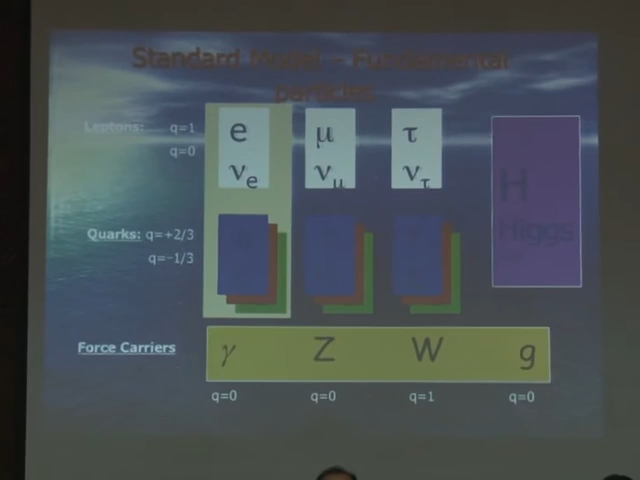 Standard Model – Fundamental
particles
Leptons: q=1
q=0
e
νe
μ
νμ
τ
ντ
H
Higgs
Quarks: q=+2/3
q=-1/3
Force Carriers
γ Z W g
q=0 q=0 q=1 q=0